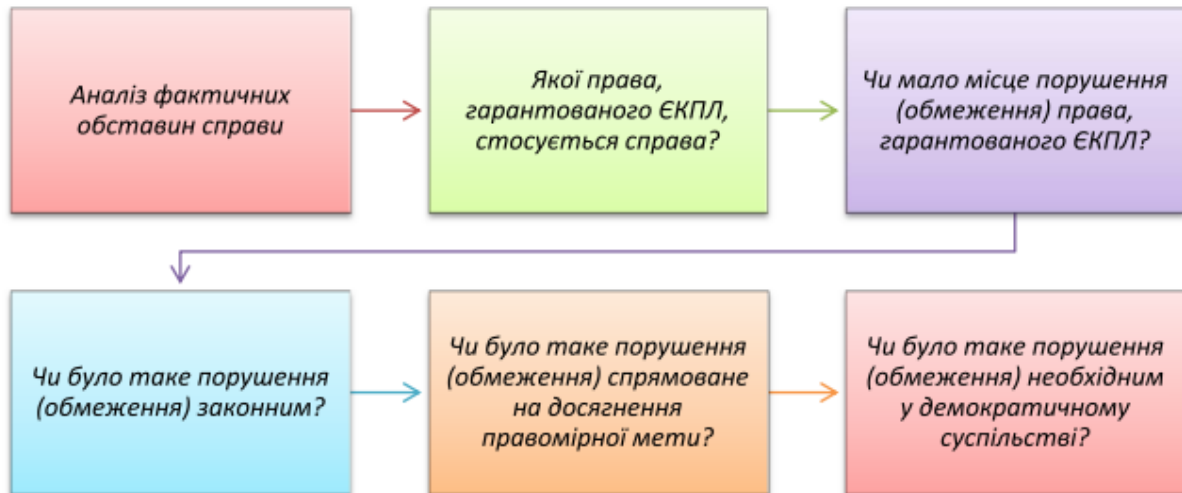 Аналіз фактичних
обставин справи
Якої права,
гарантованого ЄКПЛ,
стосується справа?
Чи мало місце порушення
(обмеження) права,
гарантованого ЄКПЛ?
Чи було таке порушення
(обмеження) законним?
Чи було таке порушення
(обмеження) спрямоване
на досягнення
правомірної мети?
Чи було таке порушення
(обмеження) необхідним
у демократичному
суспільстві?